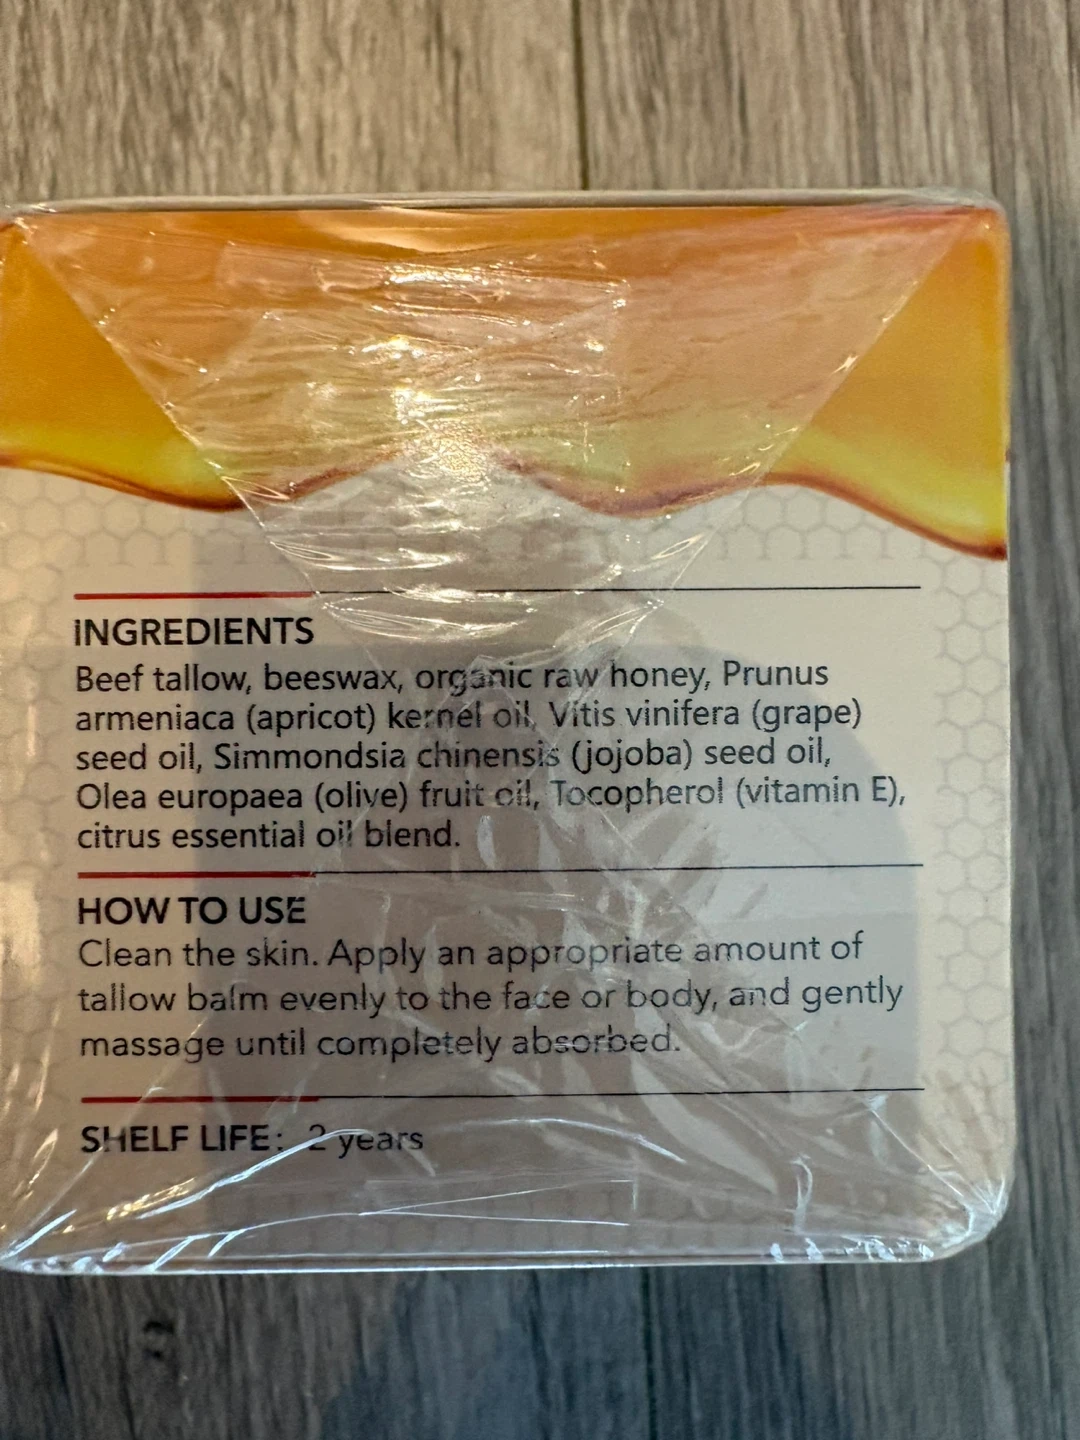 INGREDIENTS
Beef tallow, beeswax, organic raw honey, Prunus
armeniaca (apricot) kernel oil, Vitis vinifera (grape)
seed oil, Simmondsia chinensis (jojoba) seed oil,
Olea europaea (olive) fruit oil, Tocopherol (vitamin E),
citrus essential oil blend.
HOW TO USE
Clean the skin. Apply an appropriate amount of
tallow balm evenly to the face or body, and gently
massage until completely absorbed.
SHELF LIFE: 2 years